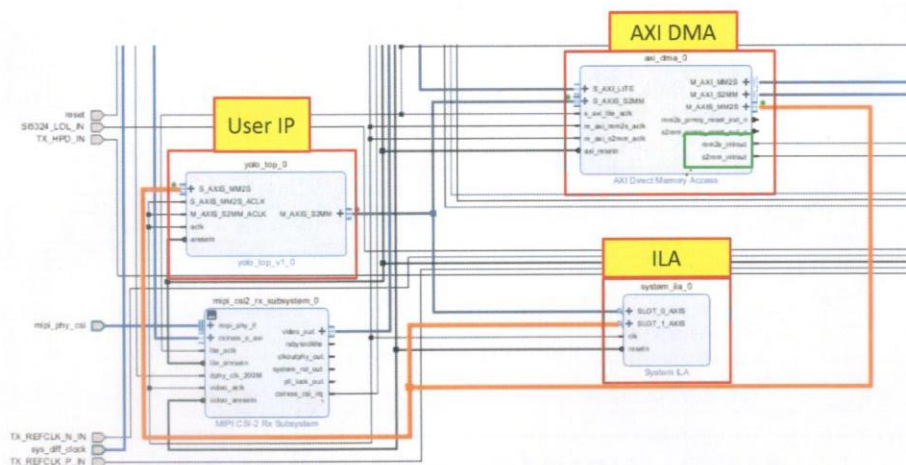 AXI DMA
axi_dma_0
S_AXI_LITE
S_AXIS_S2MM
s_axi_lite_aclk
m_axi_mm2s_aclk
m_axi_s2mm_aclk
axi_resetn
M_AXI_MM2S
M_AXI_S2MM
M_AXIS_MM2S
mm2s_prmry_reset_out_n
s2mm_prmry_reset_out_n
mm2s_introut
s2mm_introut
AXI Direct Memory Access
reset
SI5324_LOL_IN
TX_HPD_IN
User IP
yolo_top_0
S_AXIS_MM2S
S_AXIS_MM2S_ACLK
M_AXIS_S2MM_ACLK
aclk
aresetn
M_AXIS_S2MM
yolo_top_v1_0
ILA
system_ila_0
SLOT_0_AXIS
SLOT_1_AXIS
clk
resetn
System ILA
mipi_phy_csi
mipi_csi2_rx_subsystem_0
mipi_phy_if
csirxss_s_axi
lite_aclk
lite_aresetn
dphy_clk_200M
video_aclk
video_aresetn
video_out
rxbyteclkhs
clkoutphy_out
system_rst_out
pll_lock_out
csirxss_csi_irq
MIPI CSI-2 Rx Subsystem
TX_REFCLK_N_IN
sys_diff_clock
TX_REFCLK_P_IN